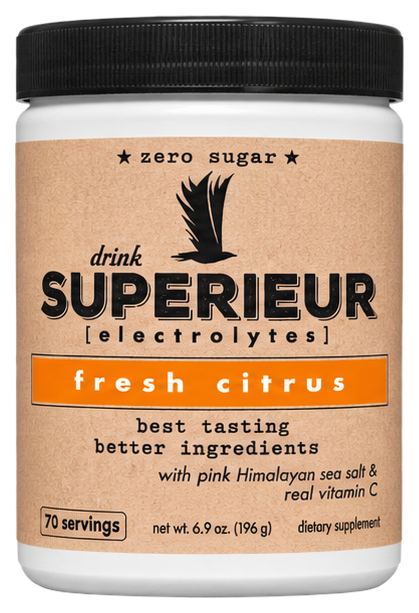 ★ zero sugar ★
drink
SUPERIEUR
[electrolytes]
fresh citrus
best tasting
better ingredients
with pink Himalayan sea salt &
real vitamin C
70 servings net wt. 6.9 oz. (196 g) dietary supplement